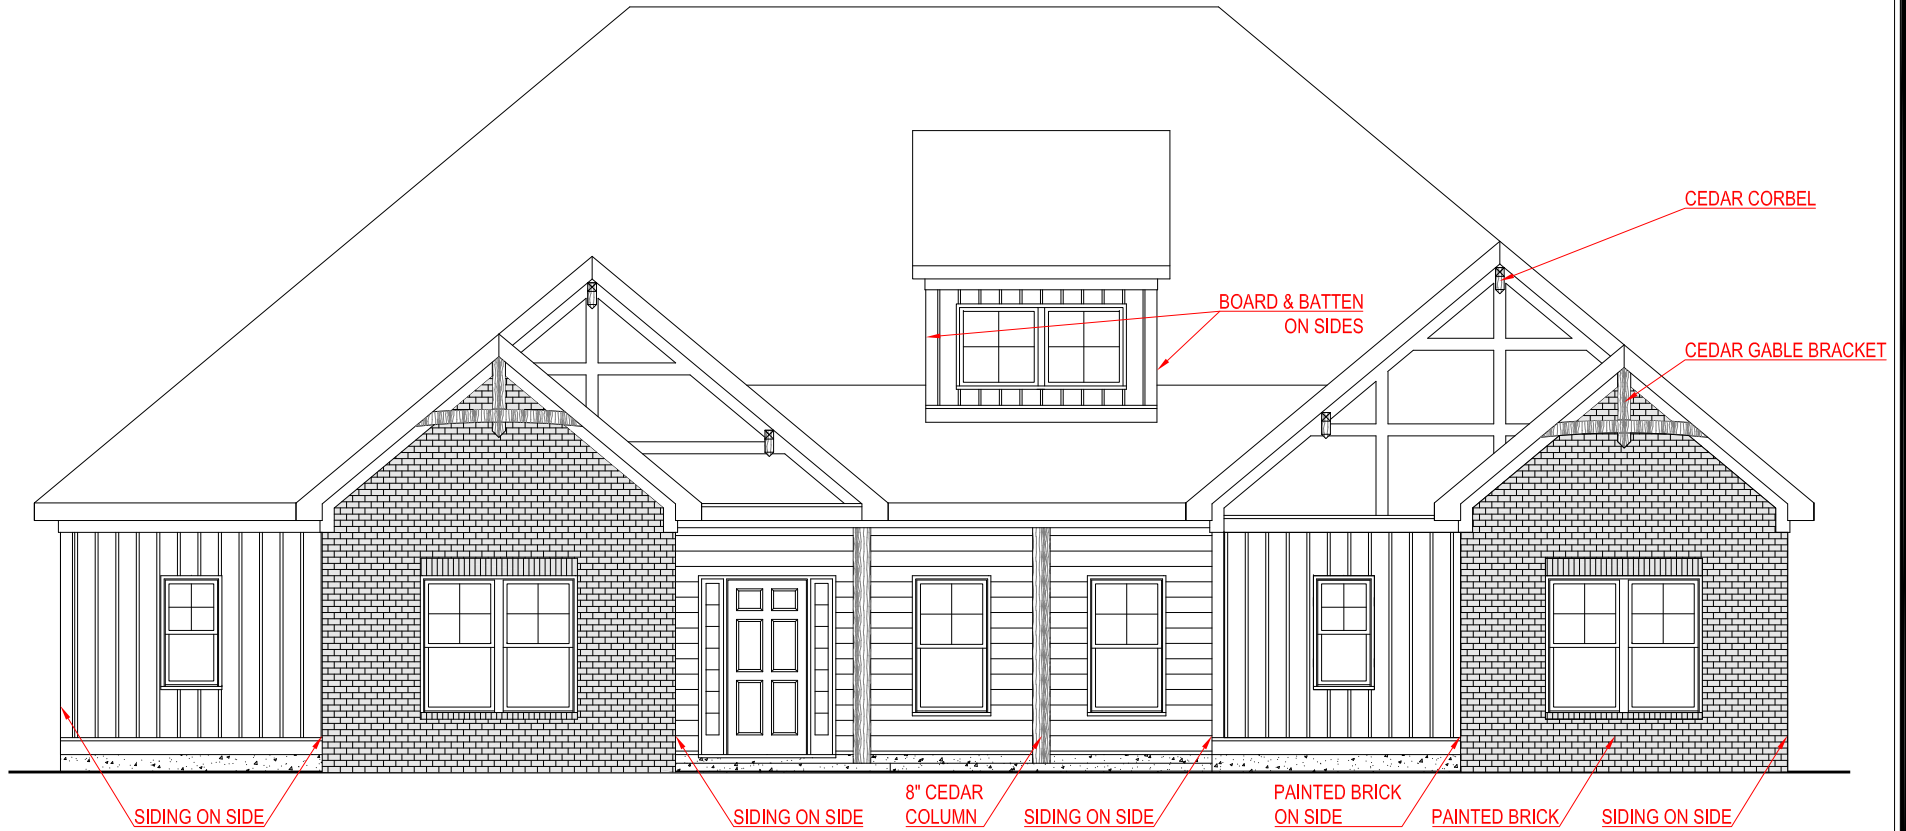 CEDAR CORBEL
BOARD & BATTEN
ON SIDES
CEDAR GABLE BRACKET
SIDING ON SIDE
SIDING ON SIDE
8" CEDAR
COLUMN
SIDING ON SIDE
PAINTED BRICK
ON SIDE
PAINTED BRICK
SIDING ON SIDE